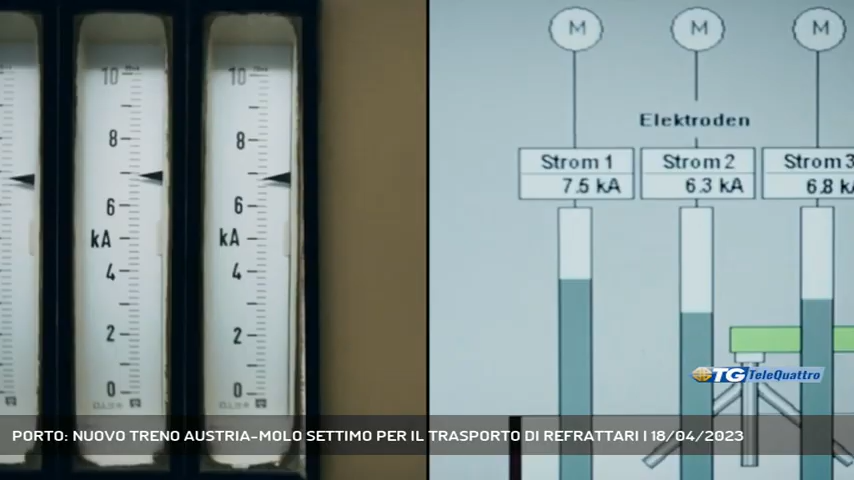 10
8
6
kA
4
2
0
10
8
6
kA
4
2
0
M
M
M
Elektroden
Strom 1
7.5 kA
Strom 2
6.3 kA
Strom 3
6.8 kA
TG TeleQuattro
PORTO: NUOVO TRENO AUSTRIA-MOLO SETTIMO PER IL TRASPORTO DI REFRATTARI | 18/04/2023